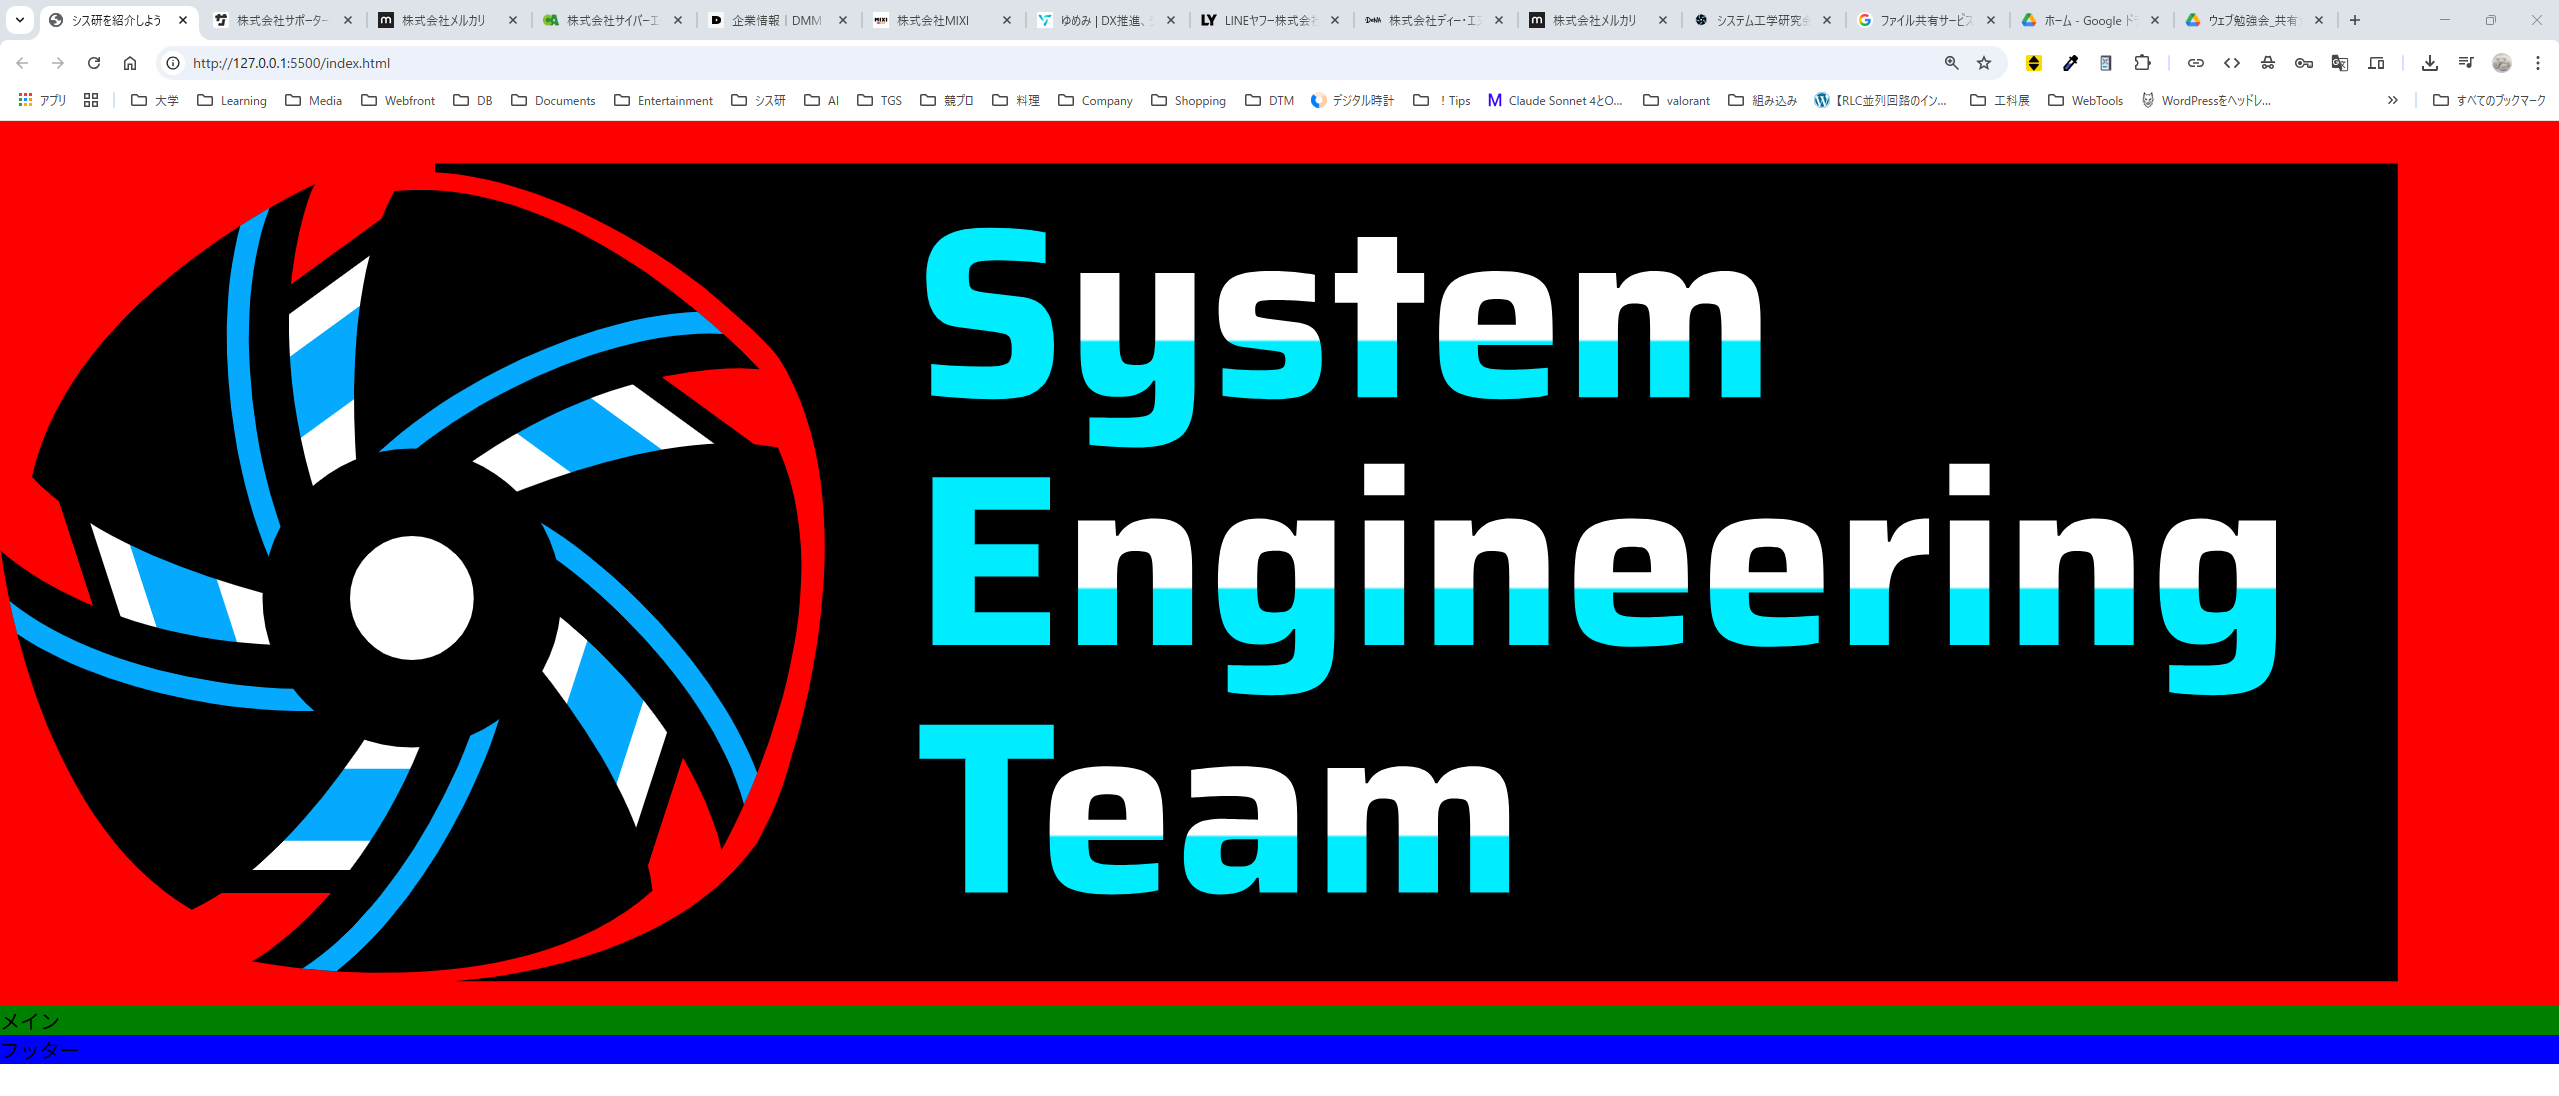 シス研を紹介しよう
株式会社サポーター
株式会社メルカリ
株式会社サイバーエ
企業情報 | DMM
株式会社MIXI
ゆめみ | DX推進、
LINEヤフー株式会社
株式会社ディー・エヌ
株式会社メルカリ
システム工学研究会
ファイル共有サービス
ホーム - Google ド
ウェブ勉強会_共有
http://127.0.0.1:5500/index.html
アプリ
大学
Learning
Media
Webfront
DB
Documents
Entertainment
シス研
AI
TGS
競プロ
料理
Company
Shopping
DTM
デジタル時計
！Tips
Claude Sonnet 4とO...
valorant
組み込み
【RLC並列回路のイン...
工科展
WebTools
WordPressをヘッドレ...
すべてのブックマーク
System
Engineering
Team
メイン
フッター